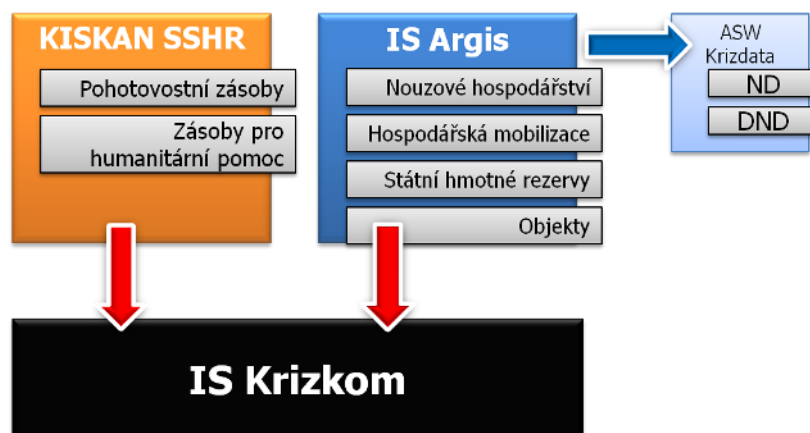 KISKAN SSHR
Pohotovostní zásoby
Zásoby pro
humanitární pomoc
IS Argis
Nouzové hospodářství
Hospodářská mobilizace
Státní hmotné rezervy
Objekty
ASW
Krizdata
ND
DND
IS Krizkom